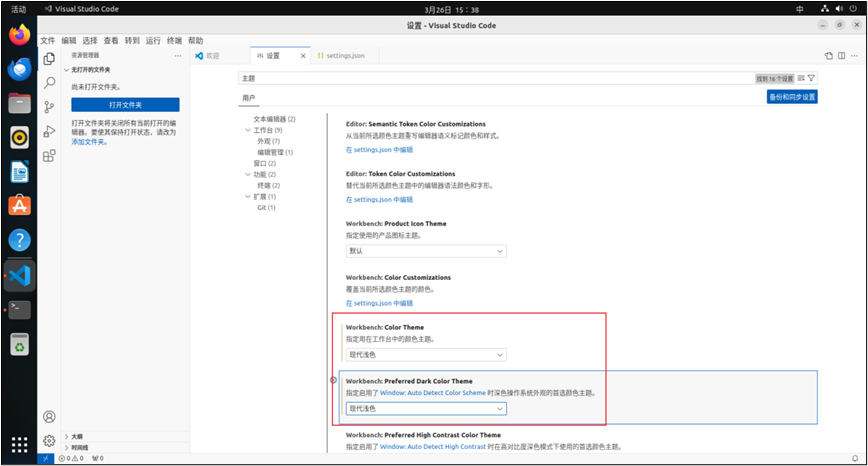 活动
Visual Studio Code
3月26日 15：38
中
设置 - Visual Studio Code
文件 编辑 选择 查看 转到 运行 终端 帮助
资源管理器
···
无打开的文件夹
尚未打开文件夹。
打开文件夹
打开文件夹将关闭所有当前打开的编
辑器。要使其保持打开状态，请改为
添加文件夹。
大纲
时间线
欢迎
设置
settings.json
主题
找到 16 个设置
用户
备份和同步设置
文本编辑器 (2)
工作台 (9)
外观 (7)
编辑管理 (1)
窗口 (2)
功能 (2)
终端 (2)
扩展 (1)
Git (1)
Editor: Semantic Token Color Customizations
从当前所选颜色主题重写编辑器语义标记颜色和样式。
在 settings.json 中编辑
Editor: Token Color Customizations
替代当前所选颜色主题中的编辑器语法颜色和字形。
在 settings.json 中编辑
Workbench: Product Icon Theme
指定使用的产品图标主题。
默认
Workbench: Color Customizations
覆盖当前所选颜色主题的颜色。
在 settings.json 中编辑
Workbench: Color Theme
指定用在工作台中的颜色主题。
现代浅色
Workbench: Preferred Dark Color Theme
指定启用了 Window: Auto Detect Color Scheme 时深色操作系统外观的首选颜色主题。
现代浅色
Workbench: Preferred High Contrast Color Theme
指定启用了 Window: Auto Detect High Contrast 时在高对比度深色模式下使用的首选颜色主题。
0 0 0